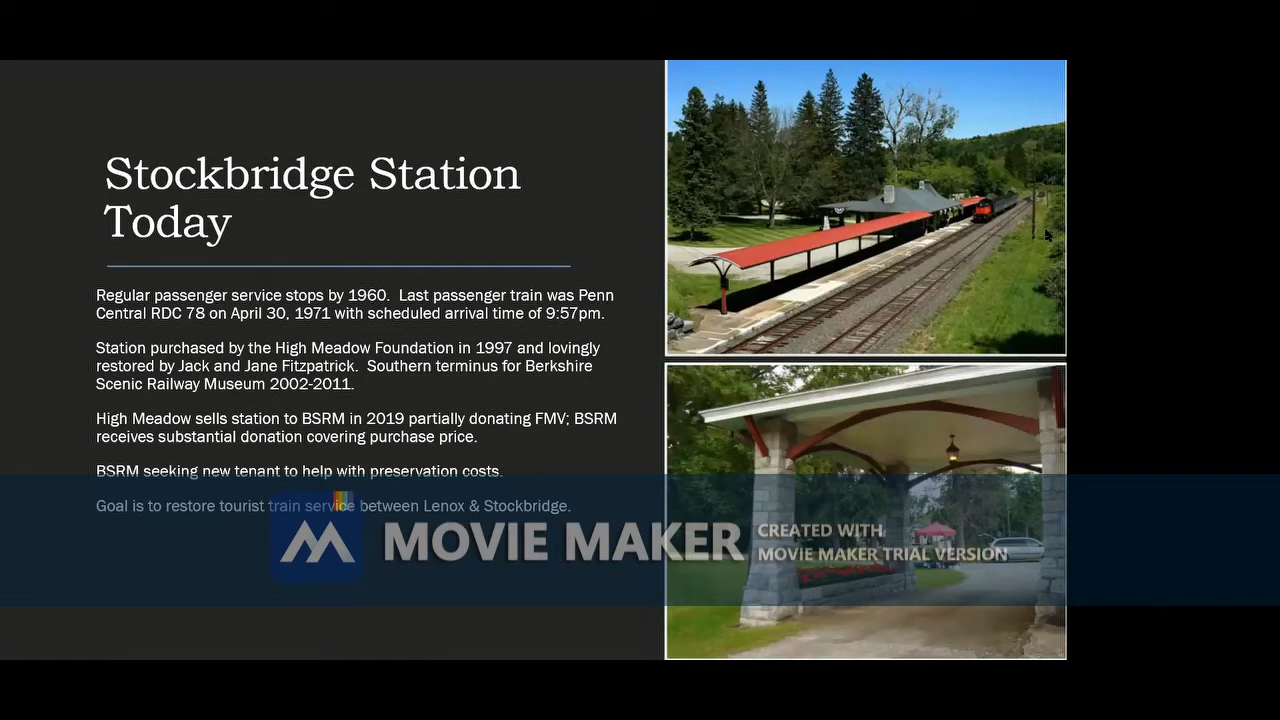 Stockbridge Station
Today
Regular passenger service stops by 1960.  Last passenger train was Penn
Central RDC 78 on April 30, 1971 with scheduled arrival time of 9:57pm.
Station purchased by the High Meadow Foundation in 1997 and lovingly
restored by Jack and Jane Fitzpatrick.  Southern terminus for Berkshire
Scenic Railway Museum 2002-2011.
High Meadow sells station to BSRM in 2019 partially donating FMV; BSRM
receives substantial donation covering purchase price.
BSRM seeking new tenant to help with preservation costs.
Goal is to restore tourist train service between Lenox & Stockbridge.
MOVIE MAKER
CREATED WITH
MOVIE MAKER TRIAL VERSION